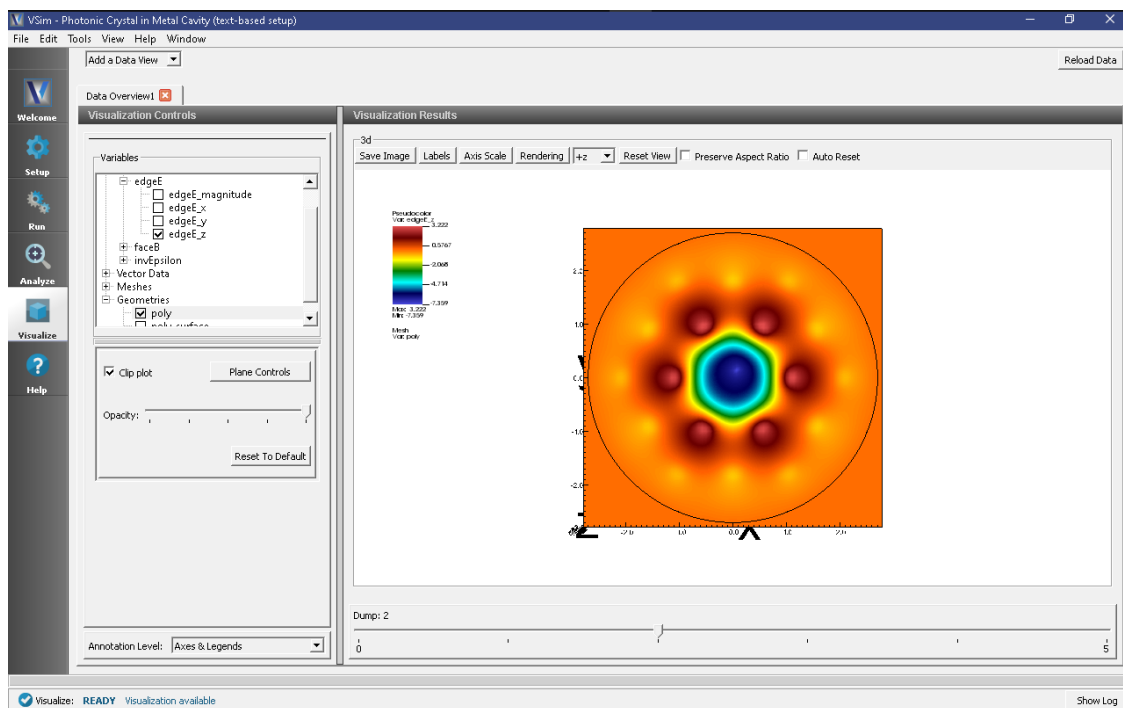 VSim - Photonic Crystal in Metal Cavity (text-based setup)
File Edit Tools View Help Window
Add a Data View
Reload Data
Data Overview1
Welcome
Setup
Run
Analyze
Visualize
Help
Visualization Controls
Variables
edgeE
edgeE_magnitude
edgeE_x
edgeE_y
edgeE_z
faceB
invEpsilon
Vector Data
Meshes
Geometries
poly
poly_surface
Clip plot
Plane Controls
Opacity:
Reset To Default
Annotation Level: Axes & Legends
Visualization Results
3d
Save Image Labels Axis Scale Rendering +z Reset View Preserve Aspect Ratio Auto Reset
Pseudocolor
Var: edgeE_z
3.222
0.5767
-2.068
-4.714
-7.359
Max: 3.222
Min: -7.359
Mesh
Var: poly
1.0
0.0
-1.0
-2.0
-2.0
0.0
1.0
2.0
Dump: 2
0
5
Visualize: READY Visualization available
Show Log